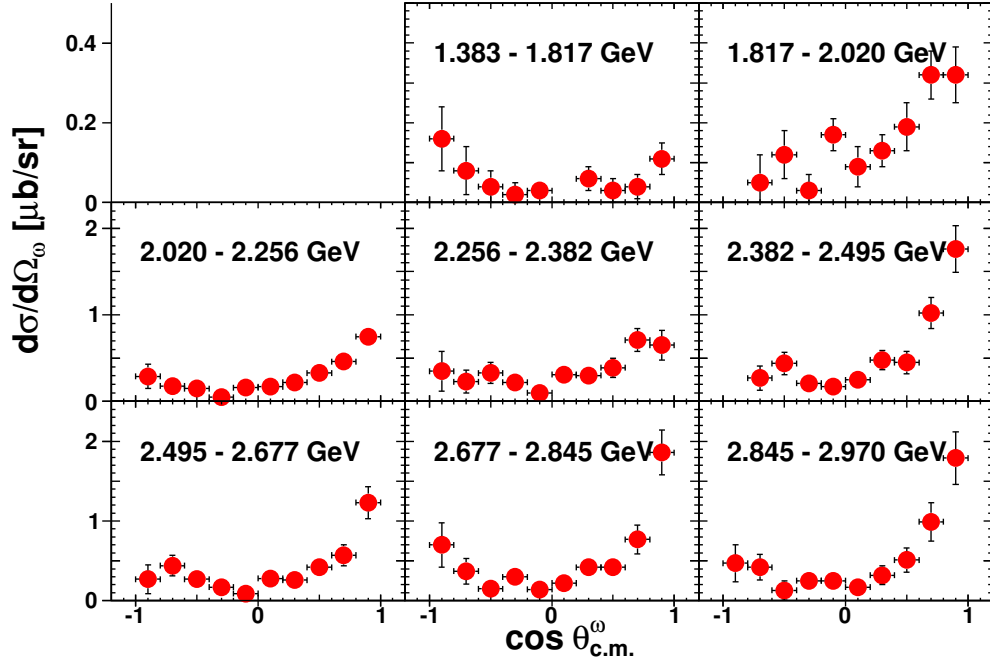 0.4
0.2
0
1.383 - 1.817 GeV
1.817 - 2.020 GeV
dσ/dΩω [μb/sr]
2
1
0
2.020 - 2.256 GeV
2.256 - 2.382 GeV
2.382 - 2.495 GeV
2
1
0
2.495 - 2.677 GeV
2.677 - 2.845 GeV
2.845 - 2.970 GeV
-1 0 1 -1 0 1 -1 0 1
cos θωc.m.